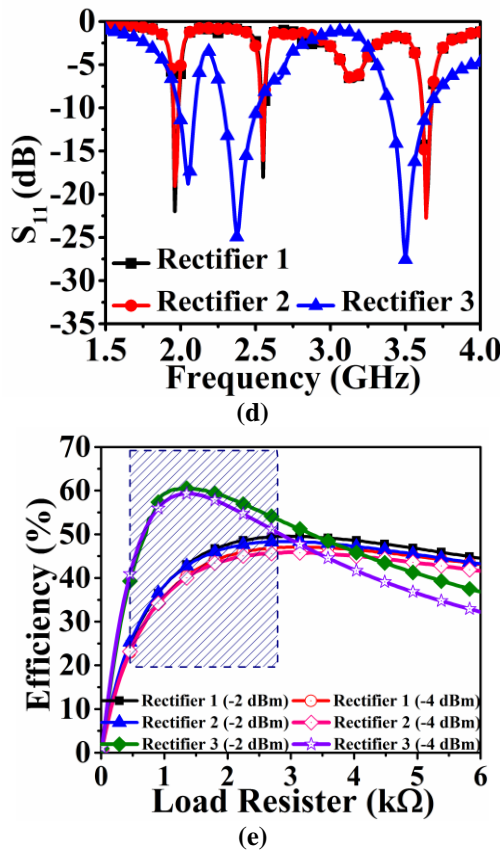 0
-5
-10
-15
-20
-25
-30
-35
S11 (dB)
Rectifier 1
Rectifier 2 Rectifier 3
1.5 2.0 2.5 3.0 3.5 4.0
Frequency (GHz)
(d)
70
60
50
40
30
20
10
0
Efficiency (%)
Rectifier 1 (-2 dBm) Rectifier 1 (-4 dBm)
Rectifier 2 (-2 dBm) Rectifier 2 (-4 dBm)
Rectifier 3 (-2 dBm) Rectifier 3 (-4 dBm)
0 1 2 3 4 5 6
Load Resister (kΩ)
(e)